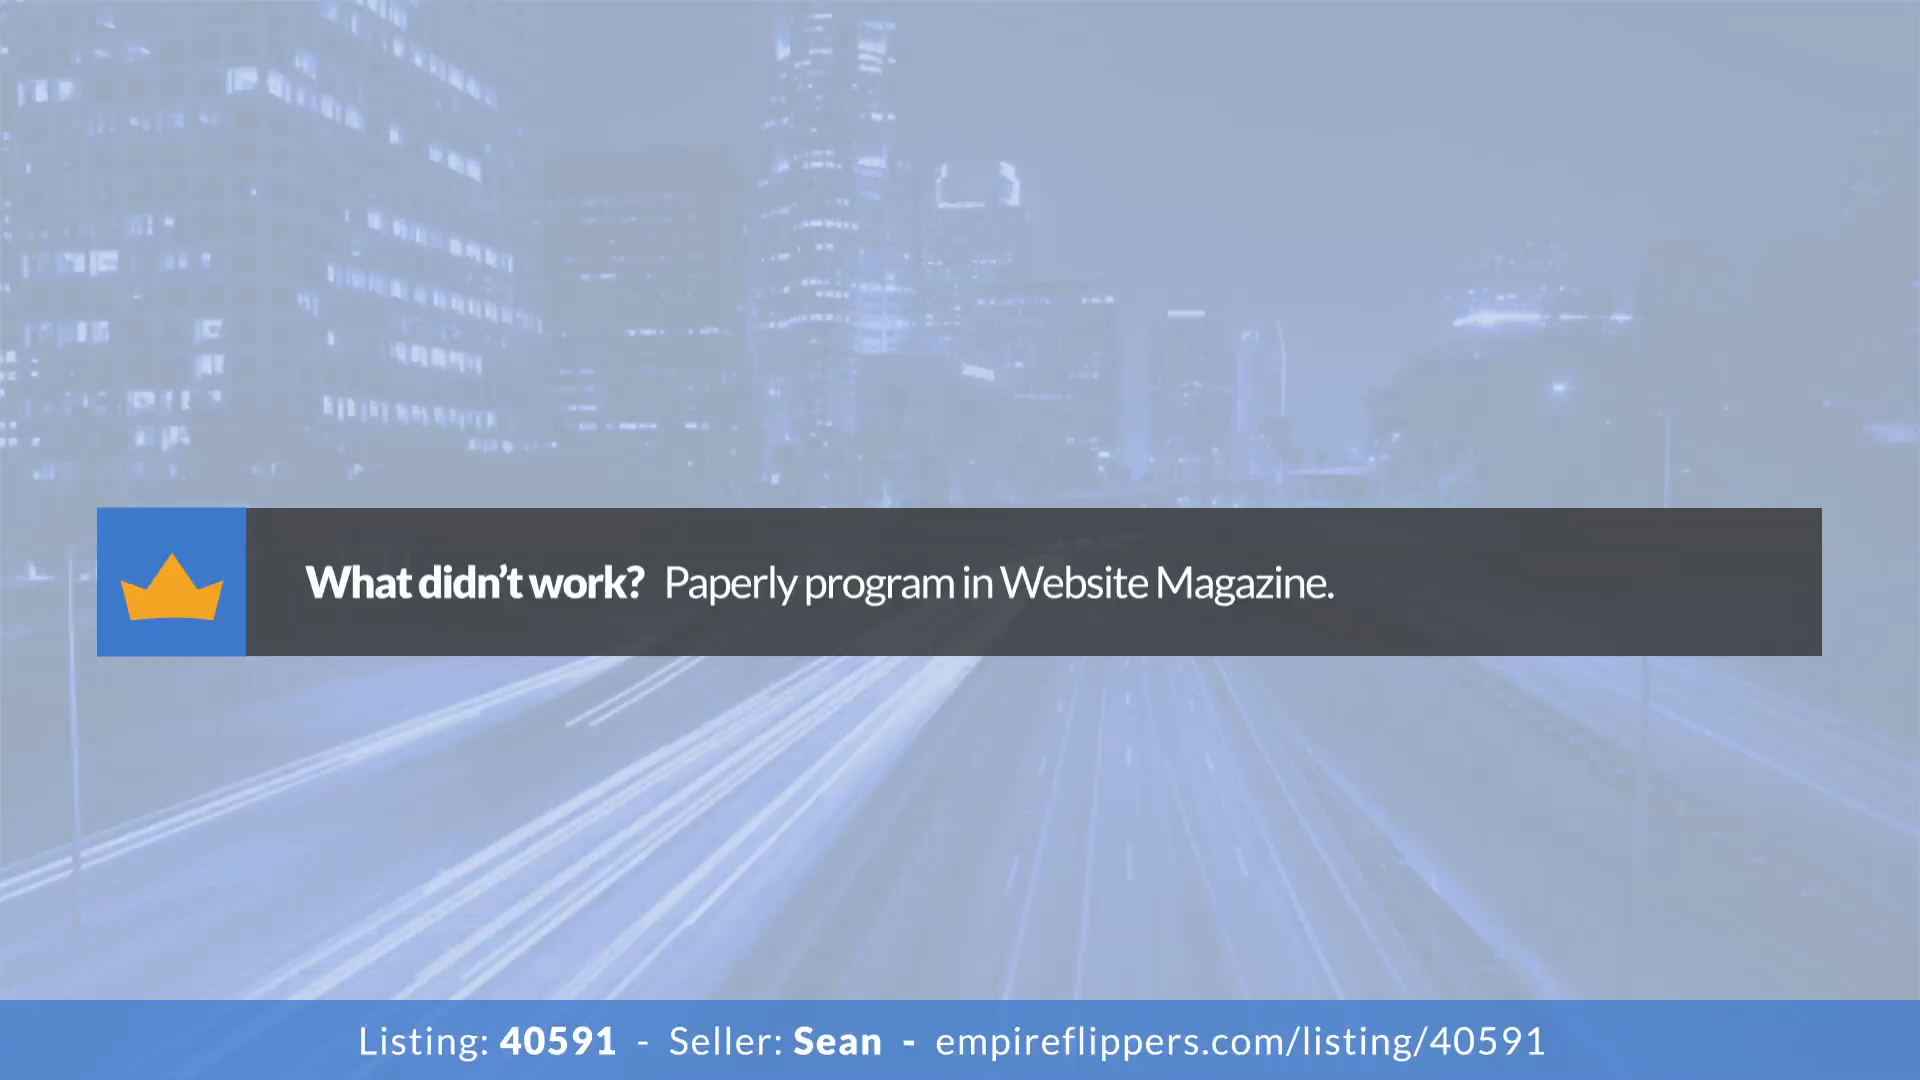 What didn’t work? Paperly program in Website Magazine.
Listing: 40591 - Seller: Sean - empireflippers.com/listing/40591